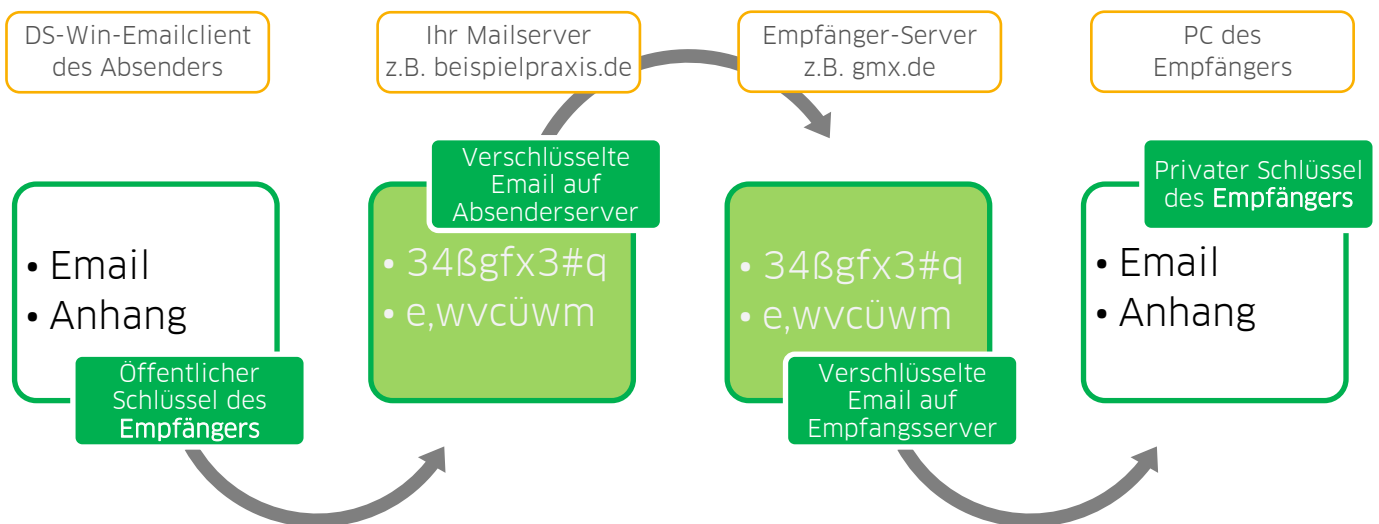 DS-Win-Emailclient
des Absenders
Ihr Mailserver
z.B. beispielpraxis.de
Empfänger-Server
z.B. gmx.de
PC des
Empfängers
• Email
• Anhang
Öffentlicher
Schlüssel des
Empfängers
Verschlüsselte
Email auf
Absenderserver
• 34ßgfx3#q
• e,wvcüwm
• 34ßgfx3#q
• e,wvcüwm
Verschlüsselte
Email auf
Empfangsserver
Privater Schlüssel
des Empfängers
• Email
• Anhang